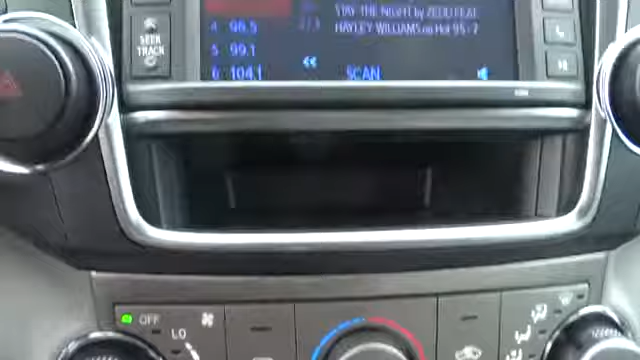 SEEK
TRACK
4 98.5
5 99.1
6 104.1
STAY THE NIGHT by ZEDD FEAT.
HAYLEY WILLIAMS on Hot 95-7
SCAN
OFF
LO